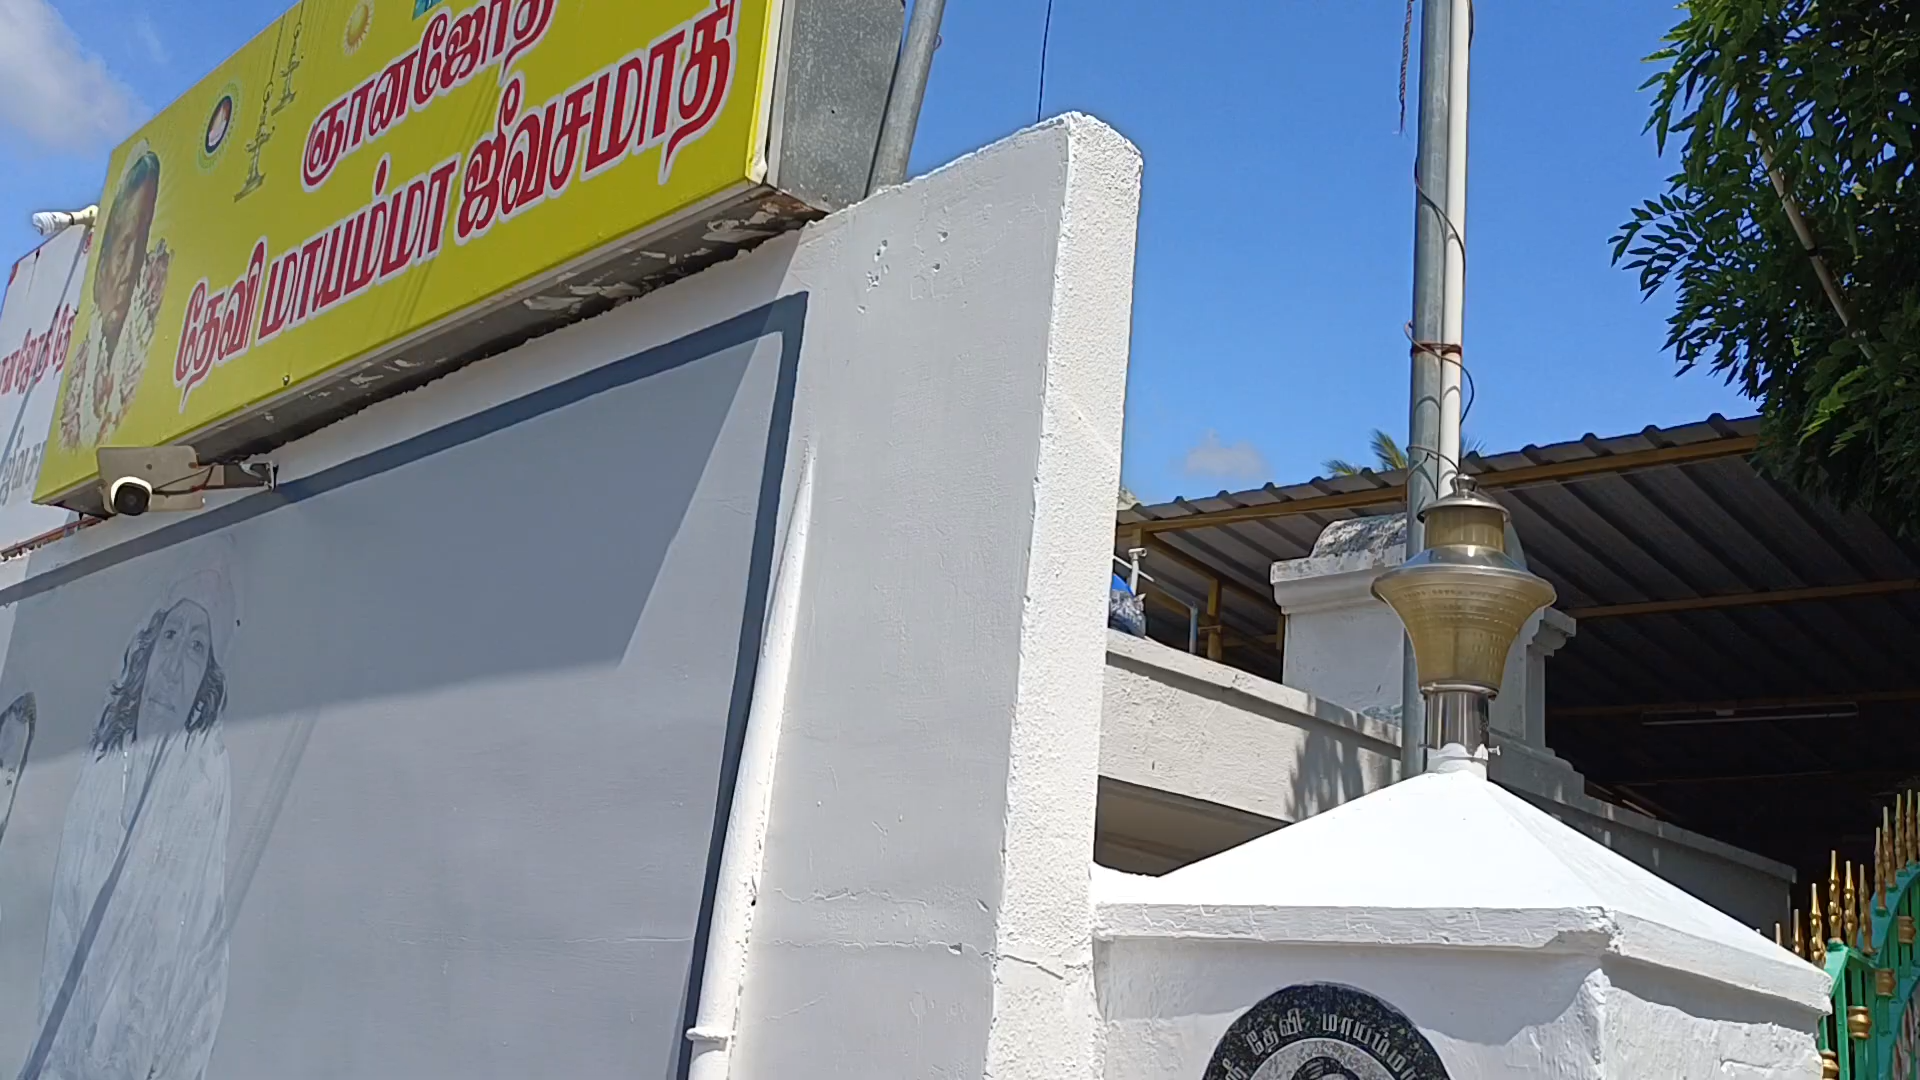 ஞானஜோதி
தேவி மாயம்மா ஜீவசமாதி
ஸ்ரீ தேவி மாயம்மா